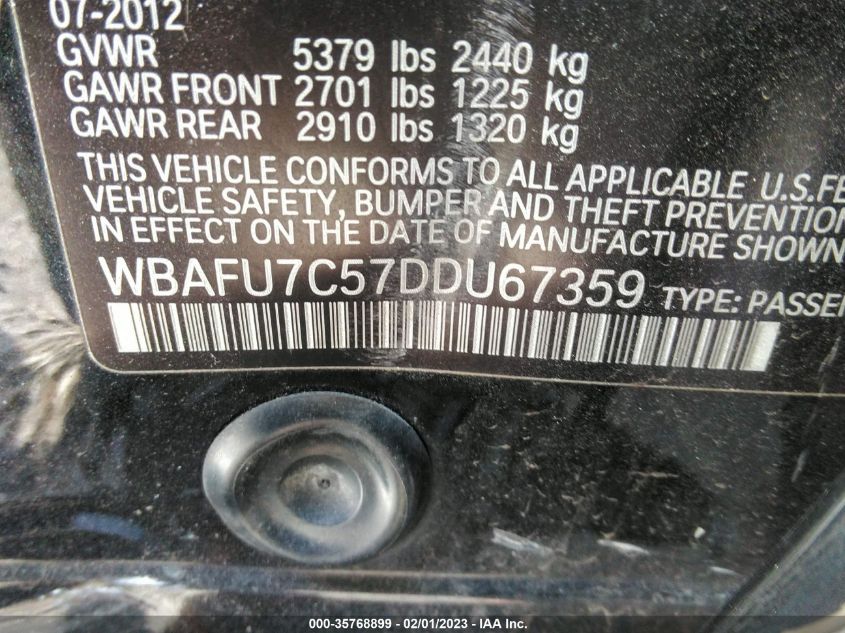 07-2012
GVWR 5379 lbs 2440 kg
GAWR FRONT 2701 lbs 1225 kg
GAWR REAR 2910 lbs 1320 kg
THIS VEHICLE CONFORMS TO ALL APPLICABLE U.S.FE
VEHICLE SAFETY, BUMPER AND THEFT PREVENTION
IN EFFECT ON THE DATE OF MANUFACTURE SHOWN
WBAFU7C57DDU67359 TYPE: PASSEN
000-35768899 / 02/01/2023 - IAA Inc.